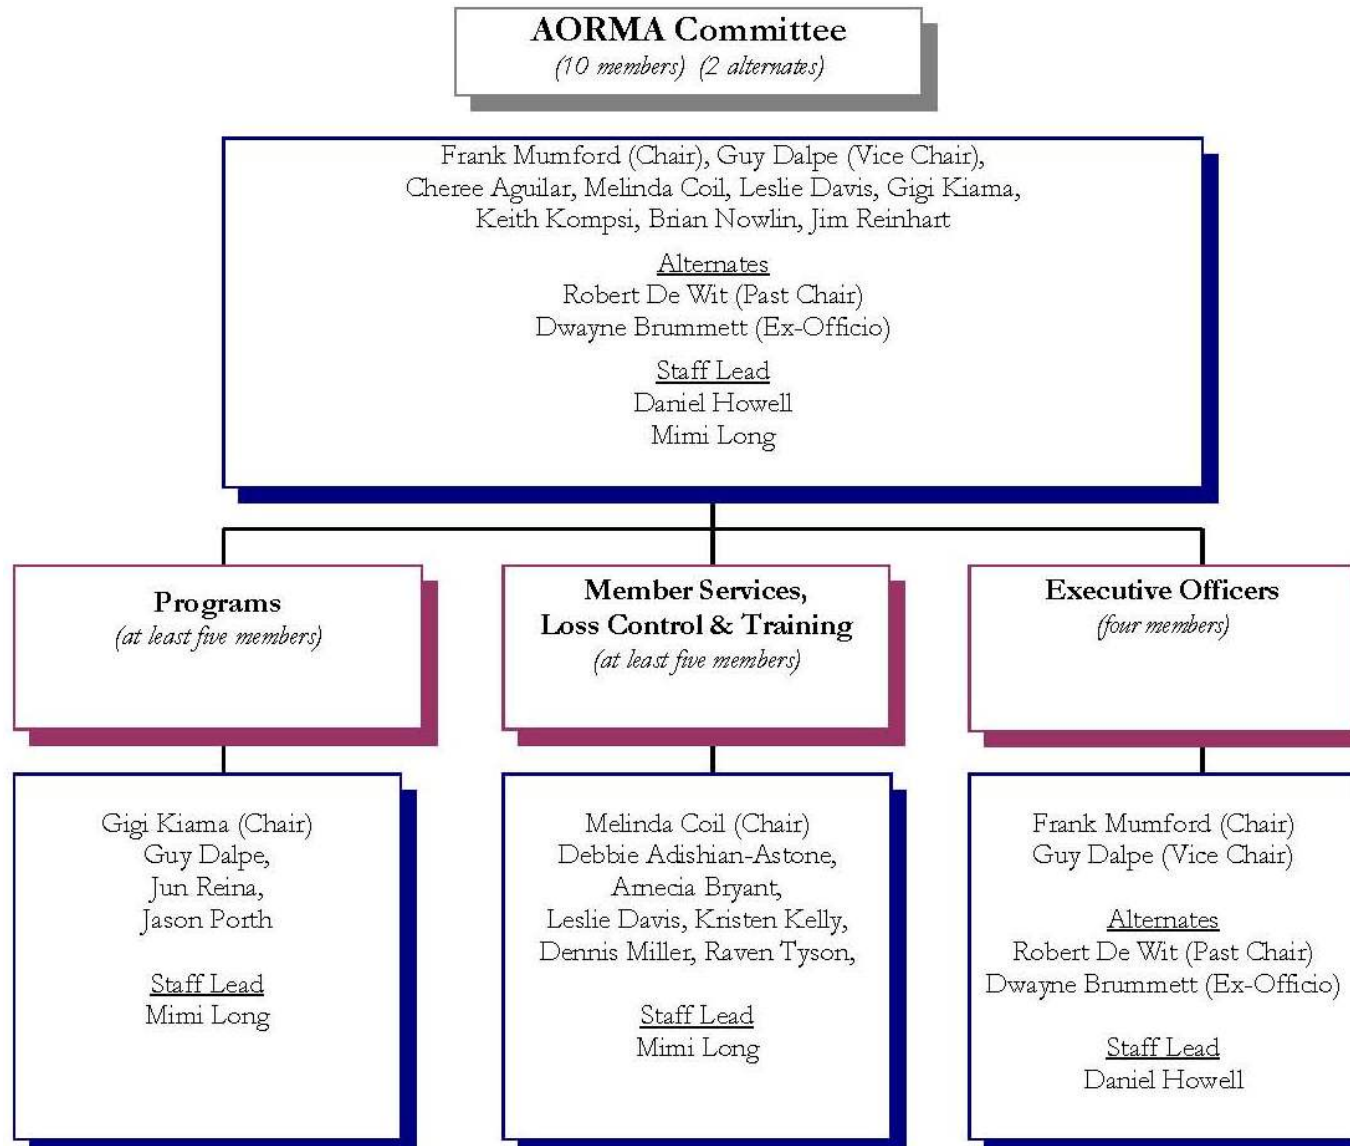 AORMA Committee
(10 members) (2 alternates)
Frank Mumford (Chair), Guy Dalpe (Vice Chair),
Cheree Aguilar, Melinda Coil, Leslie Davis, Gigi Kiama,
Keith Kompsi, Brian Nowlin, Jim Reinhart
Alternates
Robert De Wit (Past Chair)
Dwayne Brummett (Ex-Officio)
Staff Lead
Daniel Howell
Mimi Long
Programs
(at least five members)
Gigi Kiama (Chair)
Guy Dalpe,
Jun Reina,
Jason Porth
Staff Lead
Mimi Long
Member Services,
Loss Control & Training
(at least five members)
Melinda Coil (Chair)
Debbie Adishian-Astone,
Amecia Bryant,
Leslie Davis, Kristen Kelly,
Dennis Miller, Raven Tyson,
Staff Lead
Mimi Long
Executive Officers
(four members)
Frank Mumford (Chair)
Guy Dalpe (Vice Chair)
Alternates
Robert De Wit (Past Chair)
Dwayne Brummett (Ex-Officio)
Staff Lead
Daniel Howell